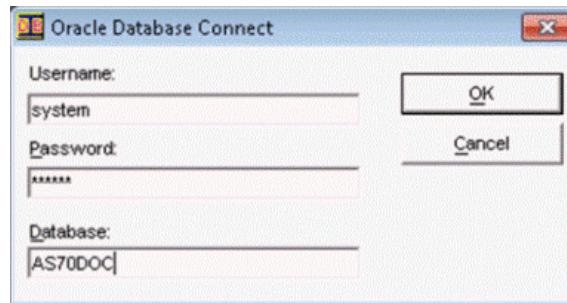 Oracle Database Connect
Username:
system
OK
Password:
******
Cancel
Database:
AS70DOC